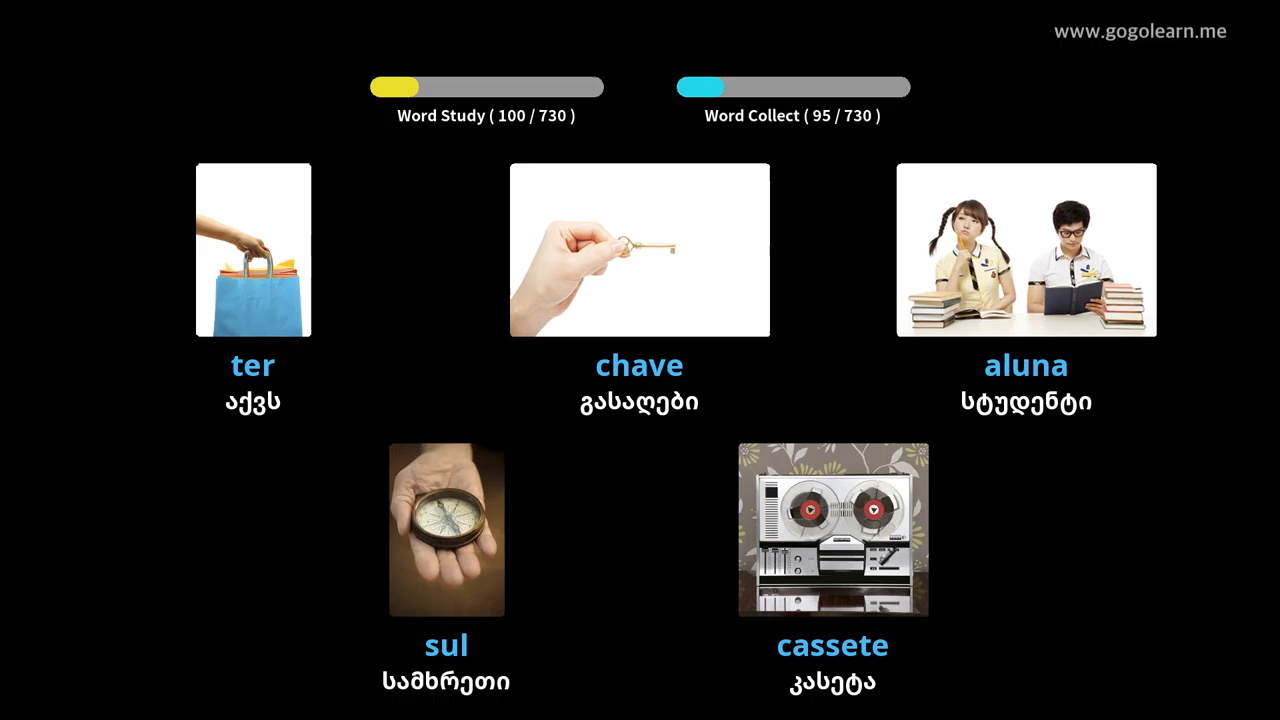 www.gogolearn.me
Word Study ( 100 / 730 )
Word Collect ( 95 / 730 )
ter
აქვს
chave
გასაღები
aluna
სტუდენტი
sul
სამხრეთი
cassete
კასეტა